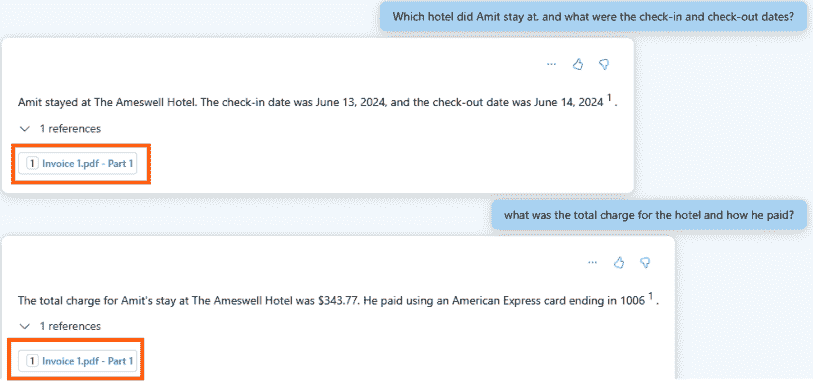 Which hotel did Amit stay at. and what were the check-in and check-out dates?
...
Amit stayed at The Ameswell Hotel. The check-in date was June 13, 2024, and the check-out date was June 14, 2024 1 .
1 references
1 Invoice 1.pdf - Part 1
what was the total charge for the hotel and how he paid?
...
The total charge for Amit's stay at The Ameswell Hotel was $343.77. He paid using an American Express card ending in 1006 1 .
1 references
1 Invoice 1.pdf - Part 1